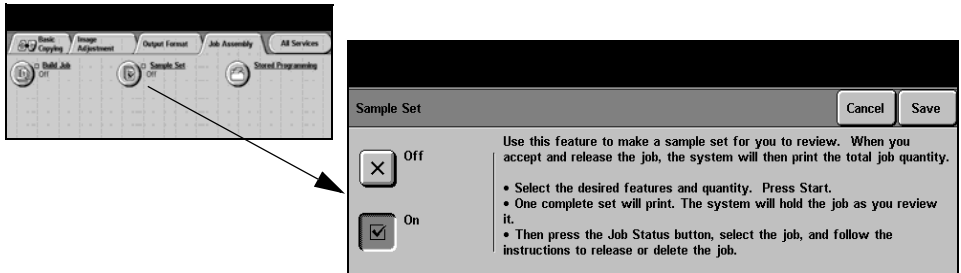 Basic Copying
Image Adjustment
Output Format
Job Assembly
All Services
Build Job
Off
Sample Set
Off
Stored Programming
Sample Set
Cancel
Save
Off
On
Use this feature to make a sample set for you to review. When you
accept and release the job, the system will then print the total job quantity.
• Select the desired features and quantity. Press Start.
• One complete set will print. The system will hold the job as you review
it.
• Then press the Job Status button, select the job, and follow the
instructions to release or delete the job.